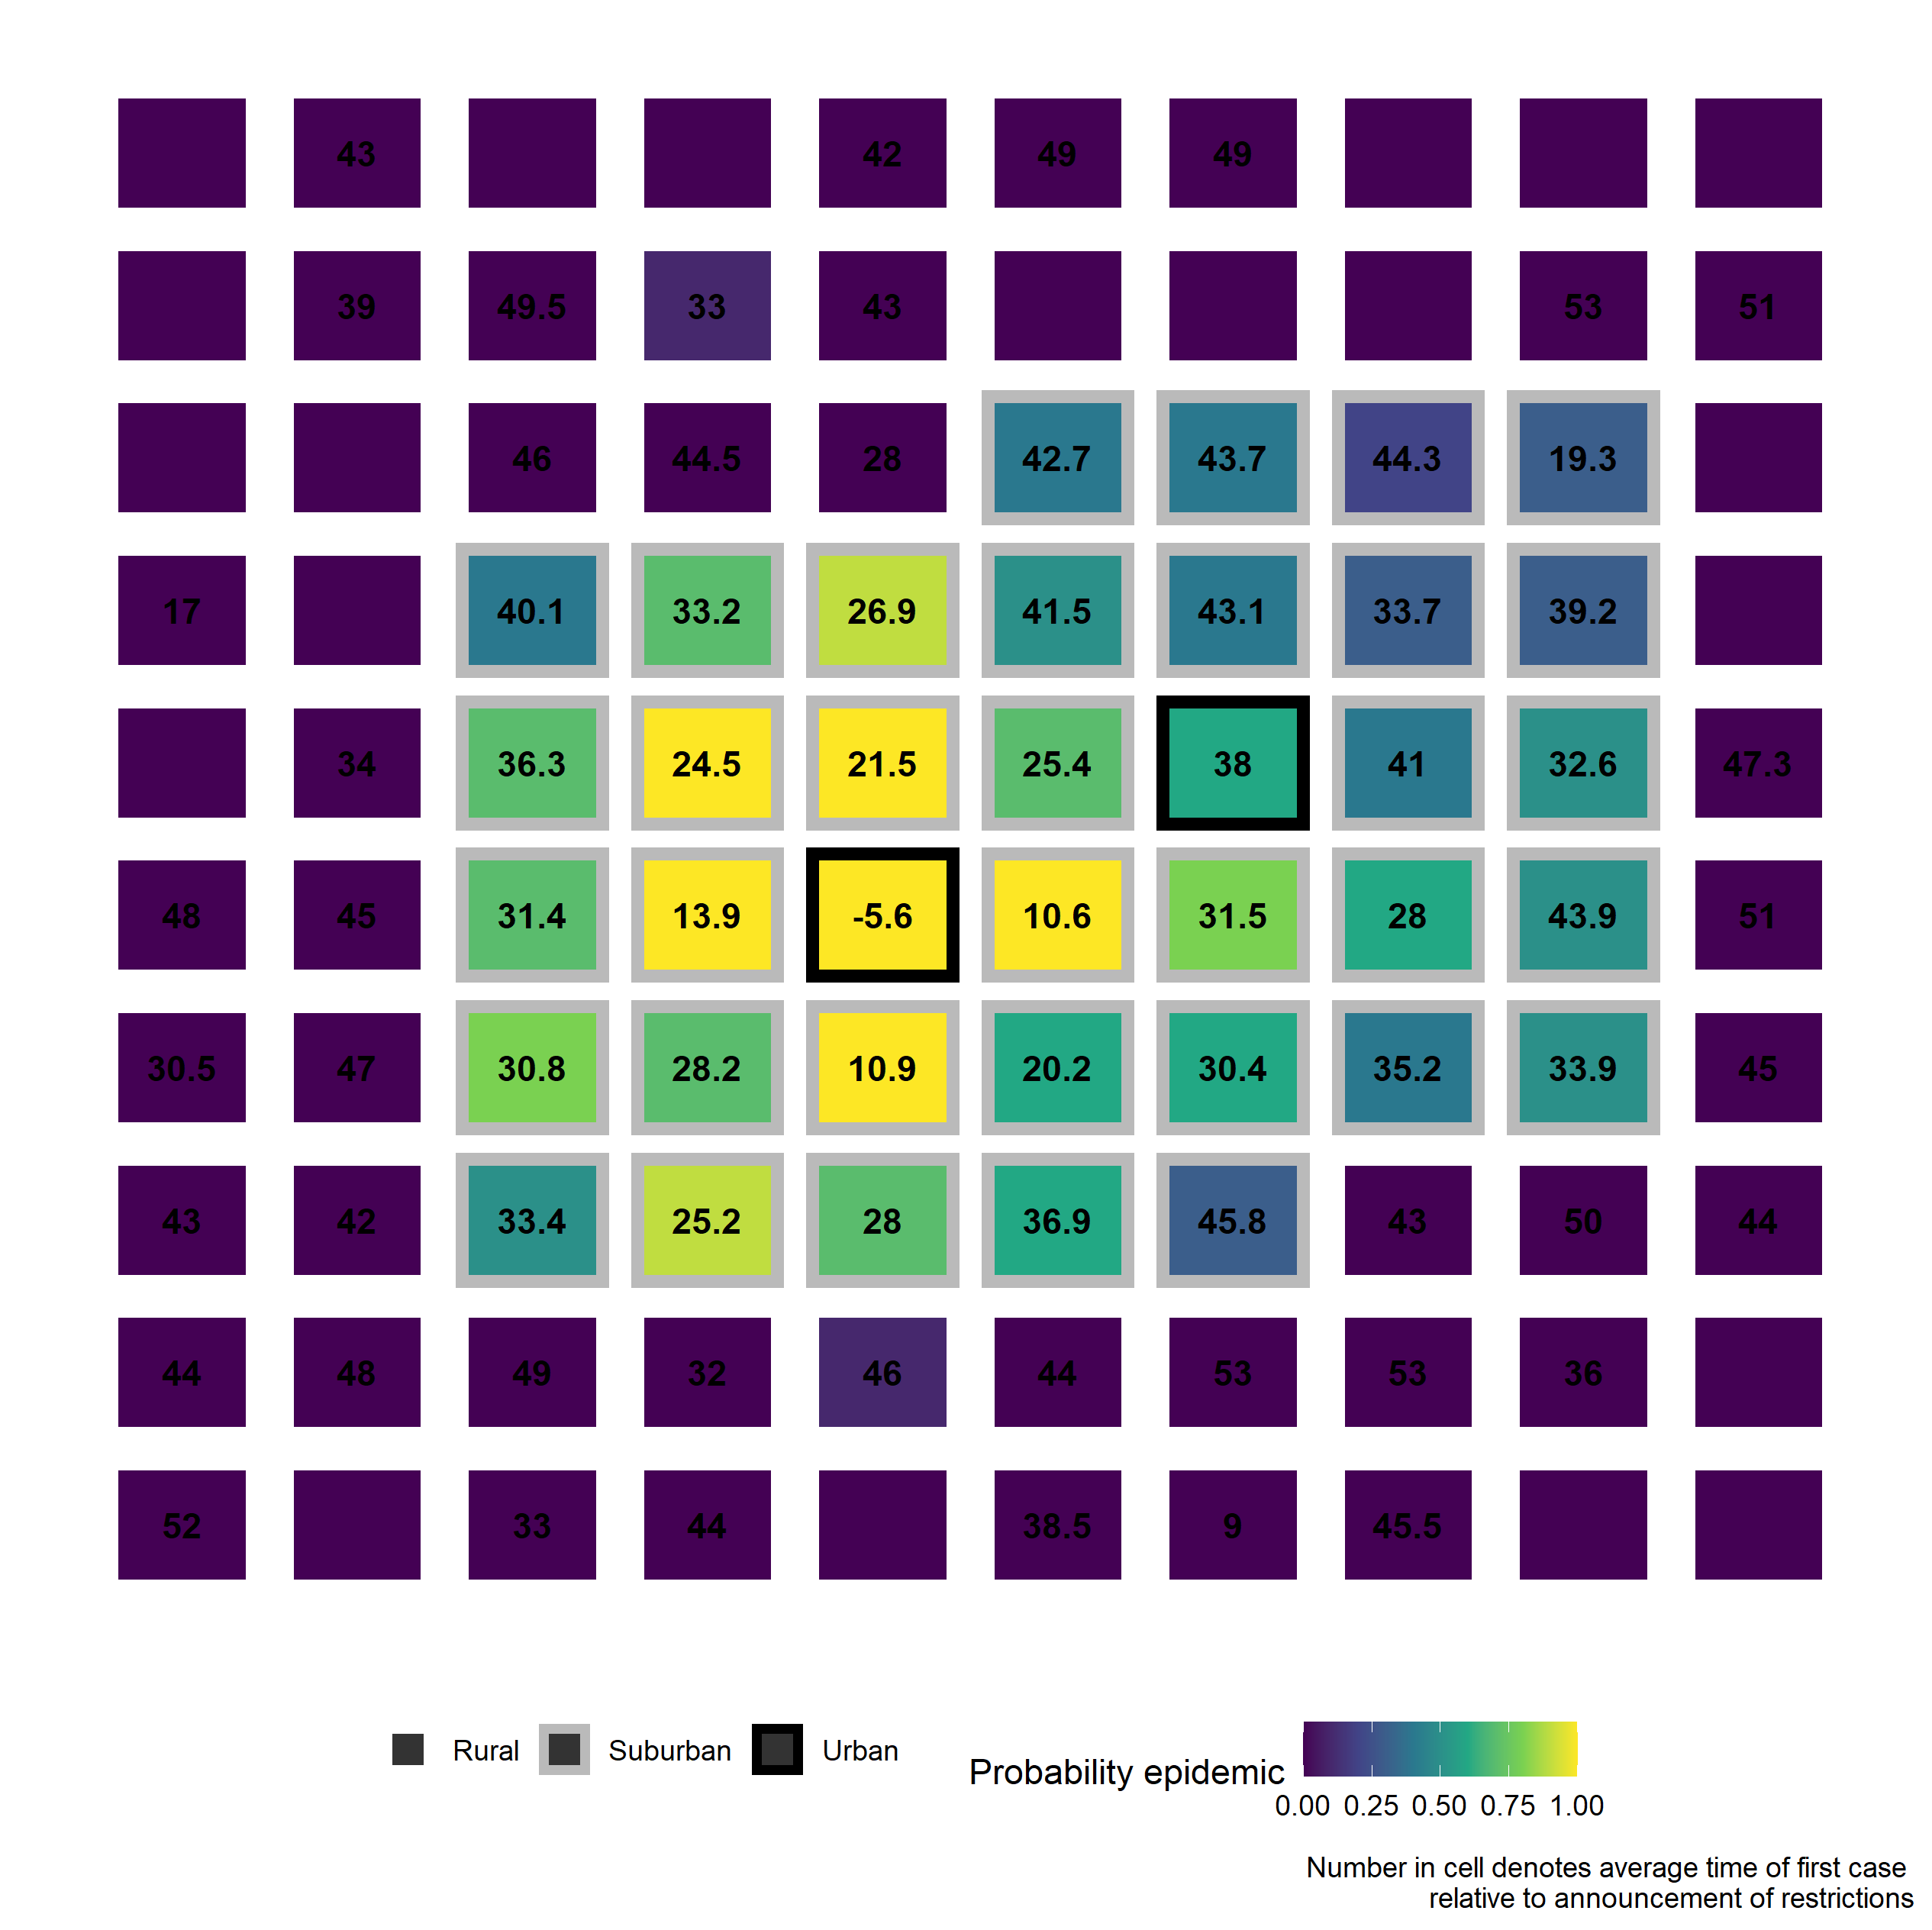 43 42 49 49
39 49.5 33 43 53 51
46 44.5 28 42.7 43.7 44.3 19.3
17 40.1 33.2 26.9 41.5 43.1 33.7 39.2
34 36.3 24.5 21.5 25.4 38 41 32.6 47.3
48 45 31.4 13.9 -5.6 10.6 31.5 28 43.9 51
30.5 47 30.8 28.2 10.9 20.2 30.4 35.2 33.9 45
43 42 33.4 25.2 28 36.9 45.8 43 50 44
44 48 49 32 46 44 53 53 36
52 33 44 38.5 9 45.5
Rural Suburban Urban
Probability epidemic
0.00 0.25 0.50 0.75 1.00
Number in cell denotes average time of first case
relative to announcement of restrictions